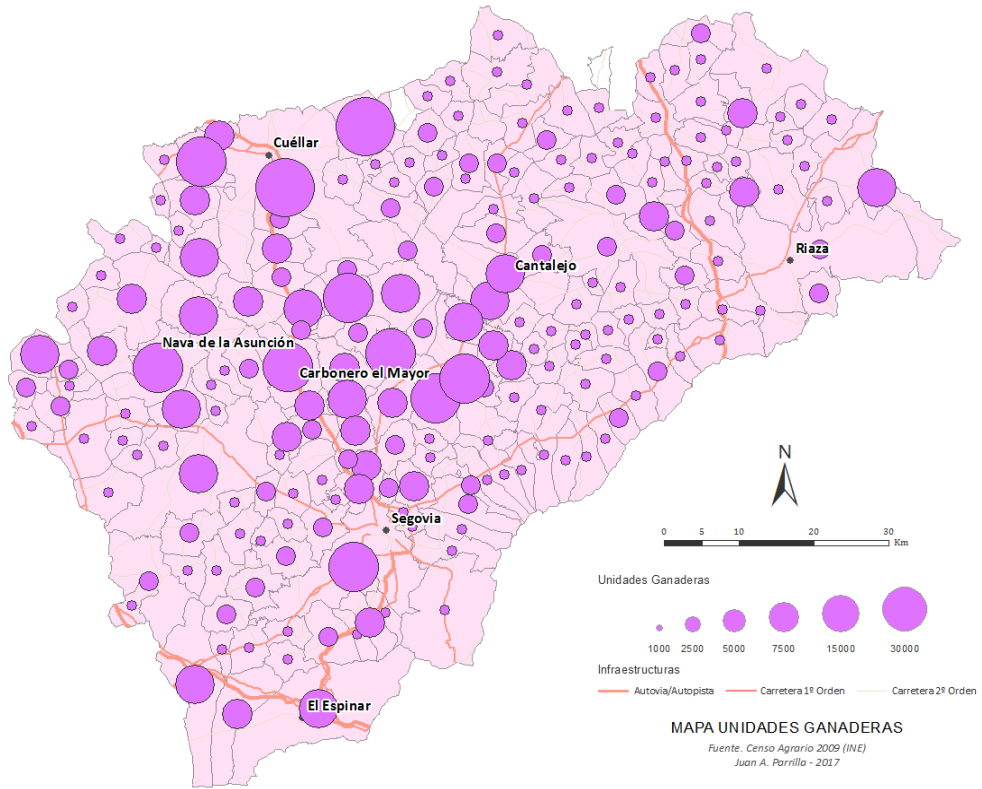 Cuéllar
Riaza
Cantalejo
Nava de la Asunción
Carbonero el Mayor
N
Segovia
0 5 10 20 30
Km
Unidades Ganaderas
1000 2500 5000 7500 15000 30000
Infraestructuras
Autovia/Autopista Carretera 1º Orden Carretera 2º Orden
El Espinar
MAPA UNIDADES GANADERAS
Fuente. Censo Agrario 2009 (INE)
Juan A. Parrilla - 2017